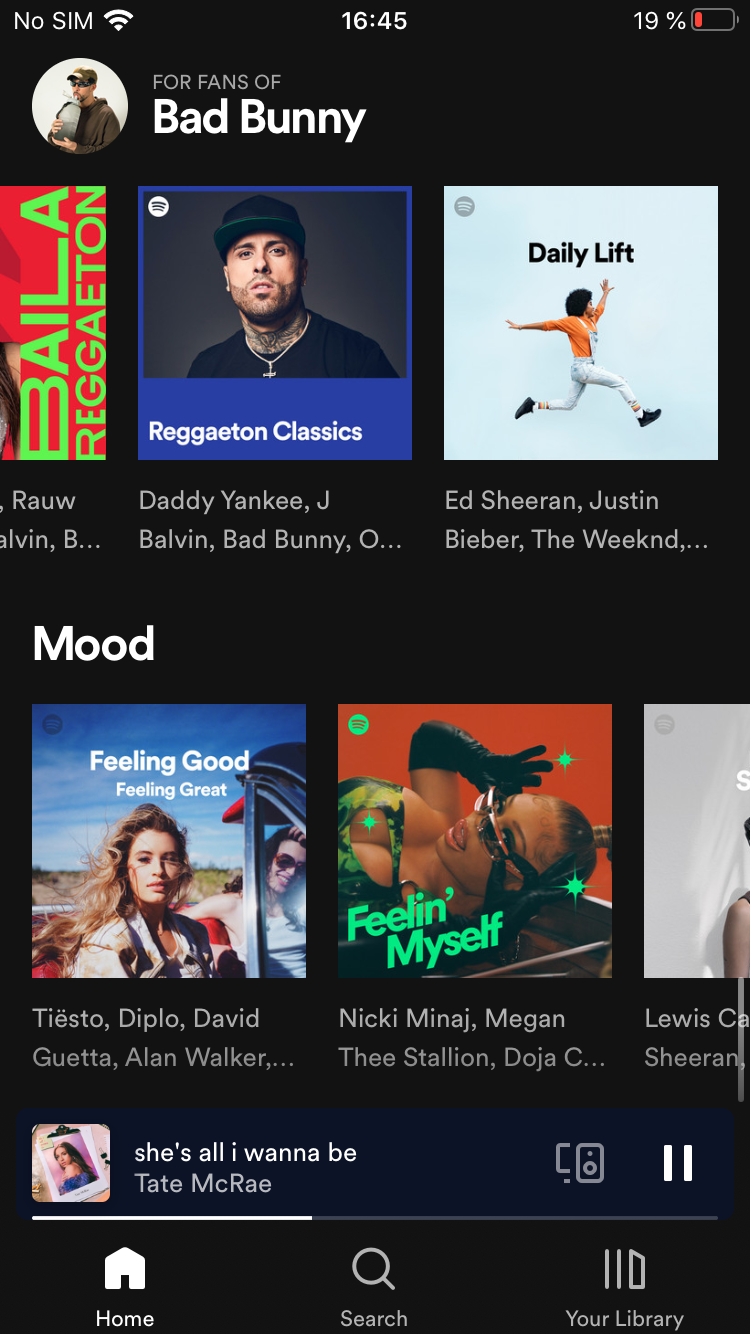 No SIM 16:45 19 %
FOR FANS OF
Bad Bunny
BAILA
REGGAETON
Reggaeton Classics
Daily Lift
, Rauw
alvin, B...
Daddy Yankee, J
Balvin, Bad Bunny, O...
Ed Sheeran, Justin
Bieber, The Weeknd,...
Mood
Feeling Good
Feeling Great
Feelin'
Myself
S
Tiësto, Diplo, David
Guetta, Alan Walker,...
Nicki Minaj, Megan
Thee Stallion, Doja C...
Lewis Ca
Sheeran,
she's all i wanna be
Tate McRae
Home
Search
Your Library